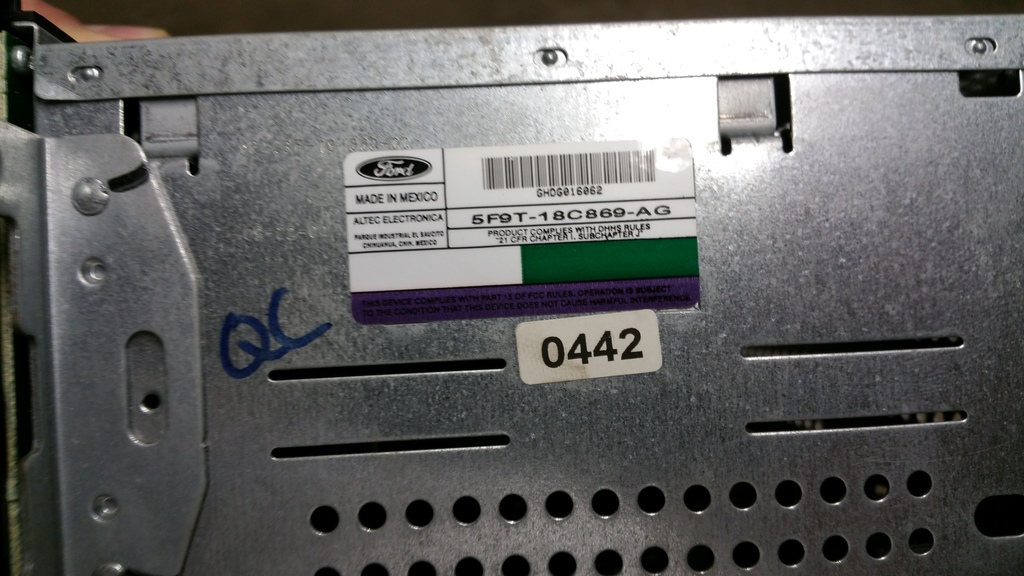 Ford
MADE IN MEXICO
ALTEC ELECTRONICA
PARQUE INDUSTRIAL EL SAUCITO
CHIHUAHUA, CHIH. MEXICO
GHDG016062
5F9T-18C869-AG
PRODUCT COMPLIES WITH DHHS RULES
"21 CFR CHAPTER I, SUBCHAPTER J"
THIS DEVICE COMPLIES WITH PART 15 OF FCC RULES, OPERATION IS SUBJECT
TO THE CONDITION THAT THIS DEVICE DOES NOT CAUSE HARMFUL INTERFERENCE
QC
0442